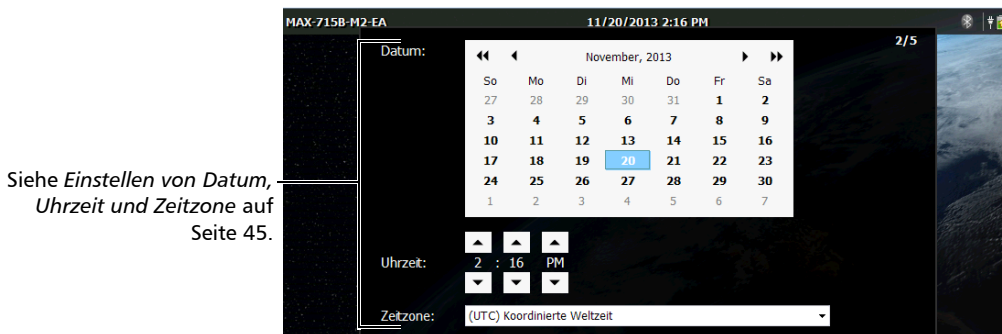 MAX-715B-M2-EA 11/20/2013 2:16 PM
2/5
Datum:
November, 2013
So Mo Di Mi Do Fr Sa
27 28 29 30 31 1 2
3 4 5 6 7 8 9
10 11 12 13 14 15 16
17 18 19 20 21 22 23
24 25 26 27 28 29 30
1 2 3 4 5 6 7
Siehe Einstellen von Datum,
Uhrzeit und Zeitzone auf
Seite 45.
Uhrzeit: 2 : 16 PM
Zeitzone: (UTC) Koordinierte Weltzeit